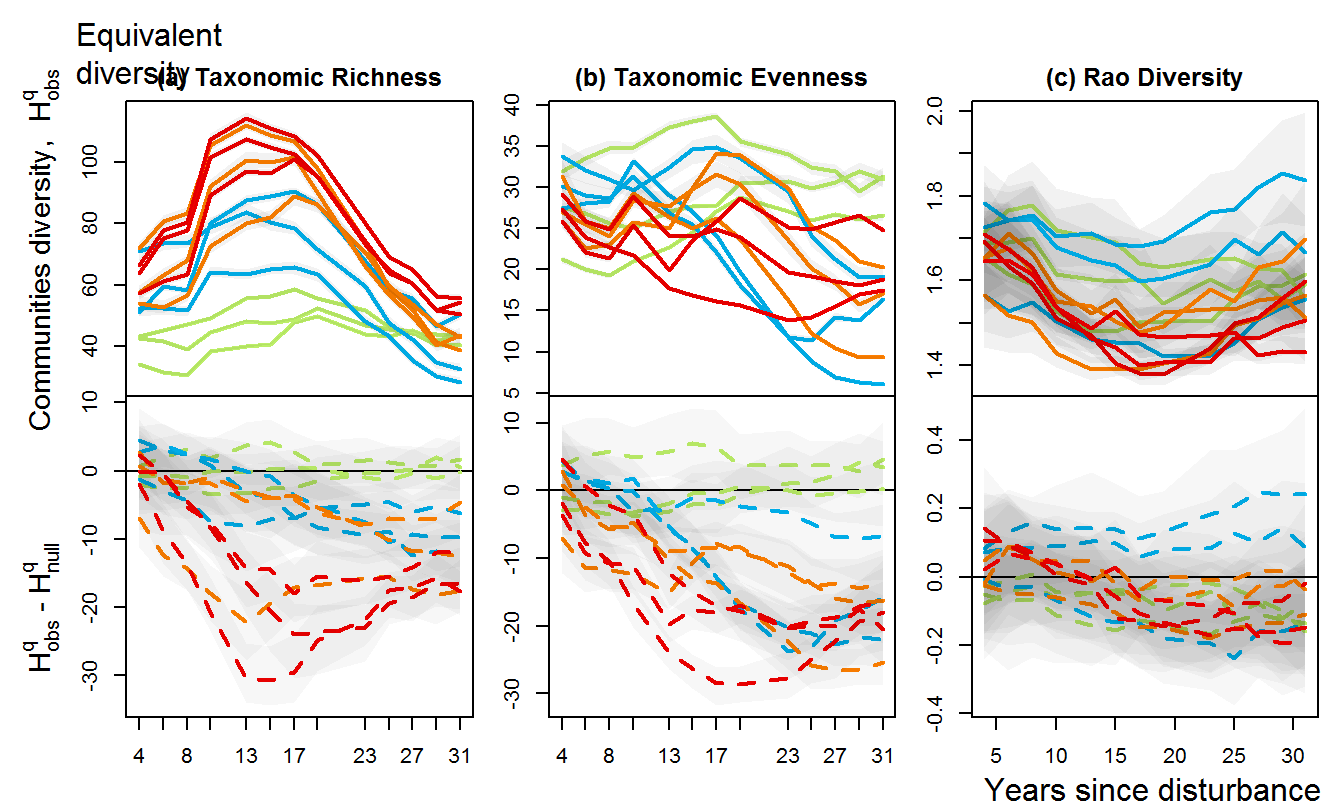 Equivalent
diversity
(a) Taxonomic Richness
(b) Taxonomic Evenness
(c) Rao Diversity
Communities diversity , H^q_obs
H^q_obs - H^q_null
40 60 80 100
-30 -20 -10 0 10
5 10 15 20 25 30 35 40
-30 -20 -10 0 10
1.4 1.6 1.8 2.0
-0.4 -0.2 0.0 0.2 0.4
4 8 13 17 23 27 31
4 8 13 17 23 27 31
5 10 15 20 25 30
Years since disturbance